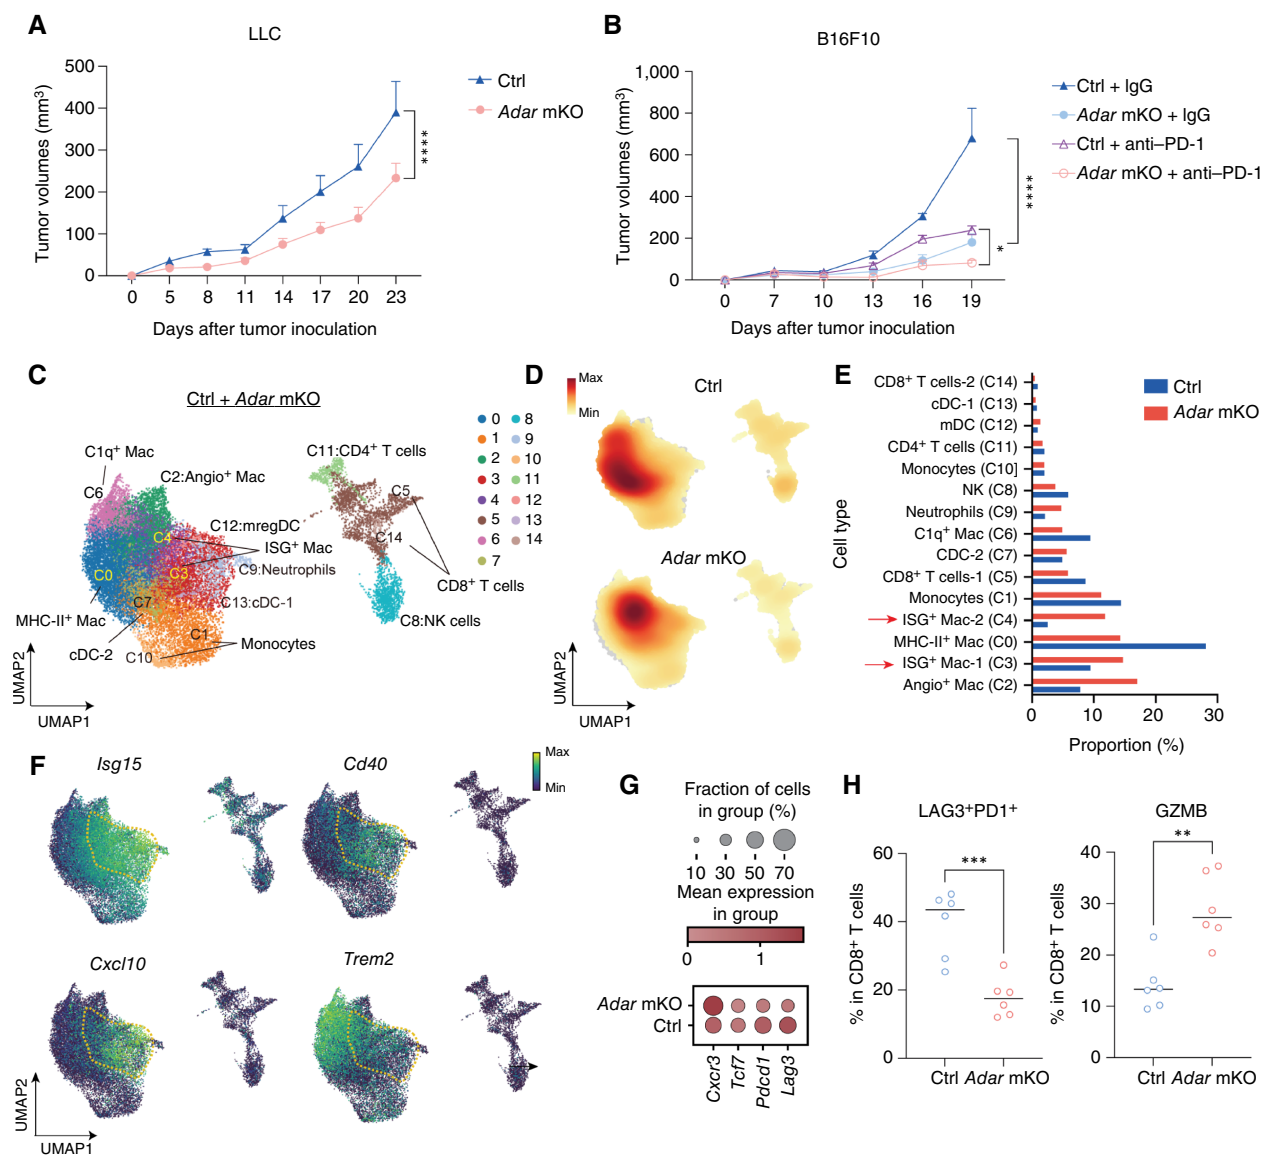 A
LLC
500
400
300
200
100
0
Tumor volumes (mm³)
0 5 8 11 14 17 20 23
Days after tumor inoculation
****
Ctrl
Adar mKO
B
B16F10
1,000
800
600
400
200
0
Tumor volumes (mm³)
0 7 10 13 16 19
Days after tumor inoculation
****
*
Ctrl + IgG
Adar mKO + IgG
Ctrl + anti–PD-1
Adar mKO + anti–PD-1
C
Ctrl + Adar mKO
C1q⁺ Mac
C6
C2:Angio⁺ Mac
C12:mregDC
C4
ISG⁺ Mac
C3
C0
C9:Neutrophils
C7
C13:cDC-1
MHC-II⁺ Mac
C1
Monocytes
cDC-2
C10
C11:CD4⁺ T cells
C5
C14
CD8⁺ T cells
C8:NK cells
0 8
1 9
2 10
3 11
4 12
5 13
6 14
7
UMAP2
UMAP1
D
Max
Min
Ctrl
Adar mKO
UMAP2
UMAP1
E
Cell type
CD8⁺ T cells-2 (C14)
cDC-1 (C13)
mDC (C12)
CD4⁺ T cells (C11)
Monocytes (C10]
NK (C8)
Neutrophils (C9)
C1q⁺ Mac (C6)
CDC-2 (C7)
CD8⁺ T cells-1 (C5)
Monocytes (C1)
ISG⁺ Mac-2 (C4)
MHC-II⁺ Mac (C0)
ISG⁺ Mac-1 (C3)
Angio⁺ Mac (C2)
0 10 20 30
Proportion (%)
Ctrl
Adar mKO
F
Isg15
Cd40
Max
Min
Cxcl10
Trem2
UMAP2
UMAP1
G
Fraction of cells
in group (%)
10 30 50 70
Mean expression
in group
0 1
Adar mKO
Ctrl
Cxcr3
Tcf7
Pdcd1
Lag3
H
LAG3⁺PD1⁺
***
60
40
20
0
% in CD8⁺ T cells
Ctrl Adar mKO
GZMB
**
40
30
20
10
0
% in CD8⁺ T cells
Ctrl Adar mKO